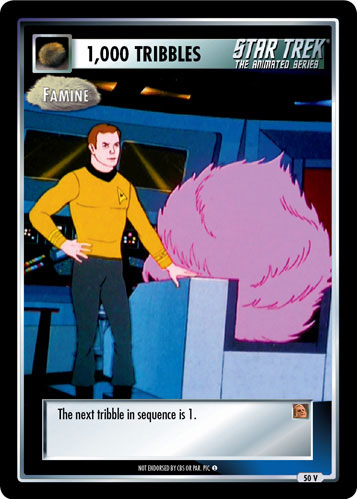 1,000 TRIBBLES
STAR TREK
THE ANIMATED SERIES
FAMINE
The next tribble in sequence is 1.
NOT ENDORSED BY CBS OR PAR. PIC
50 V